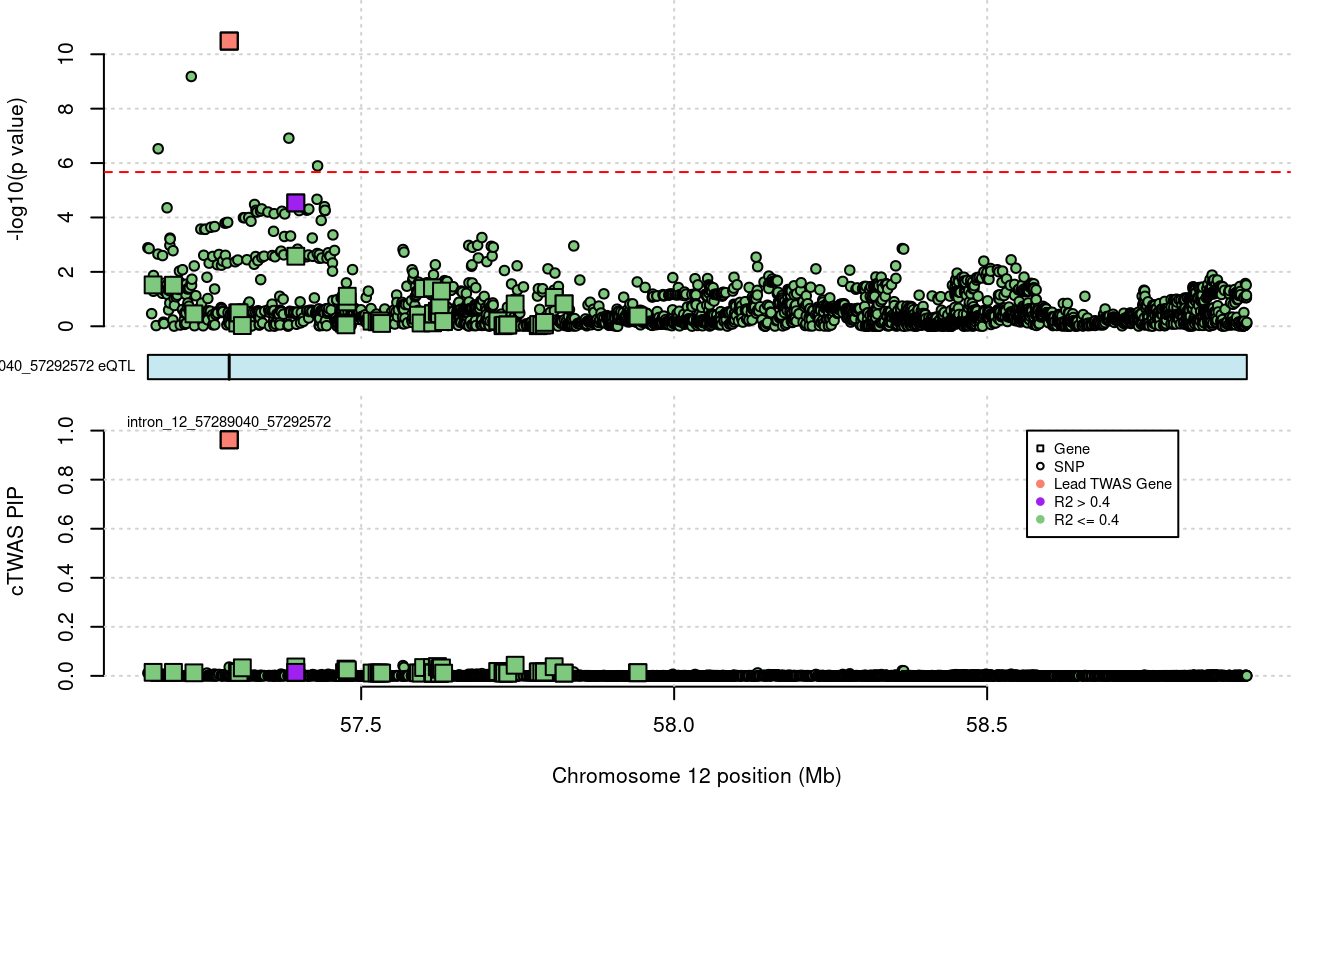 10
8
6
4
2
0
-log10(p value)
040_57292572 eQTL
intron_12_57289040_57292572
1.0
0.8
0.6
0.4
0.2
0.0
cTWAS PIP
Gene
SNP
Lead TWAS Gene
R2 > 0.4
R2 <= 0.4
57.5 58.0 58.5
Chromosome 12 position (Mb)